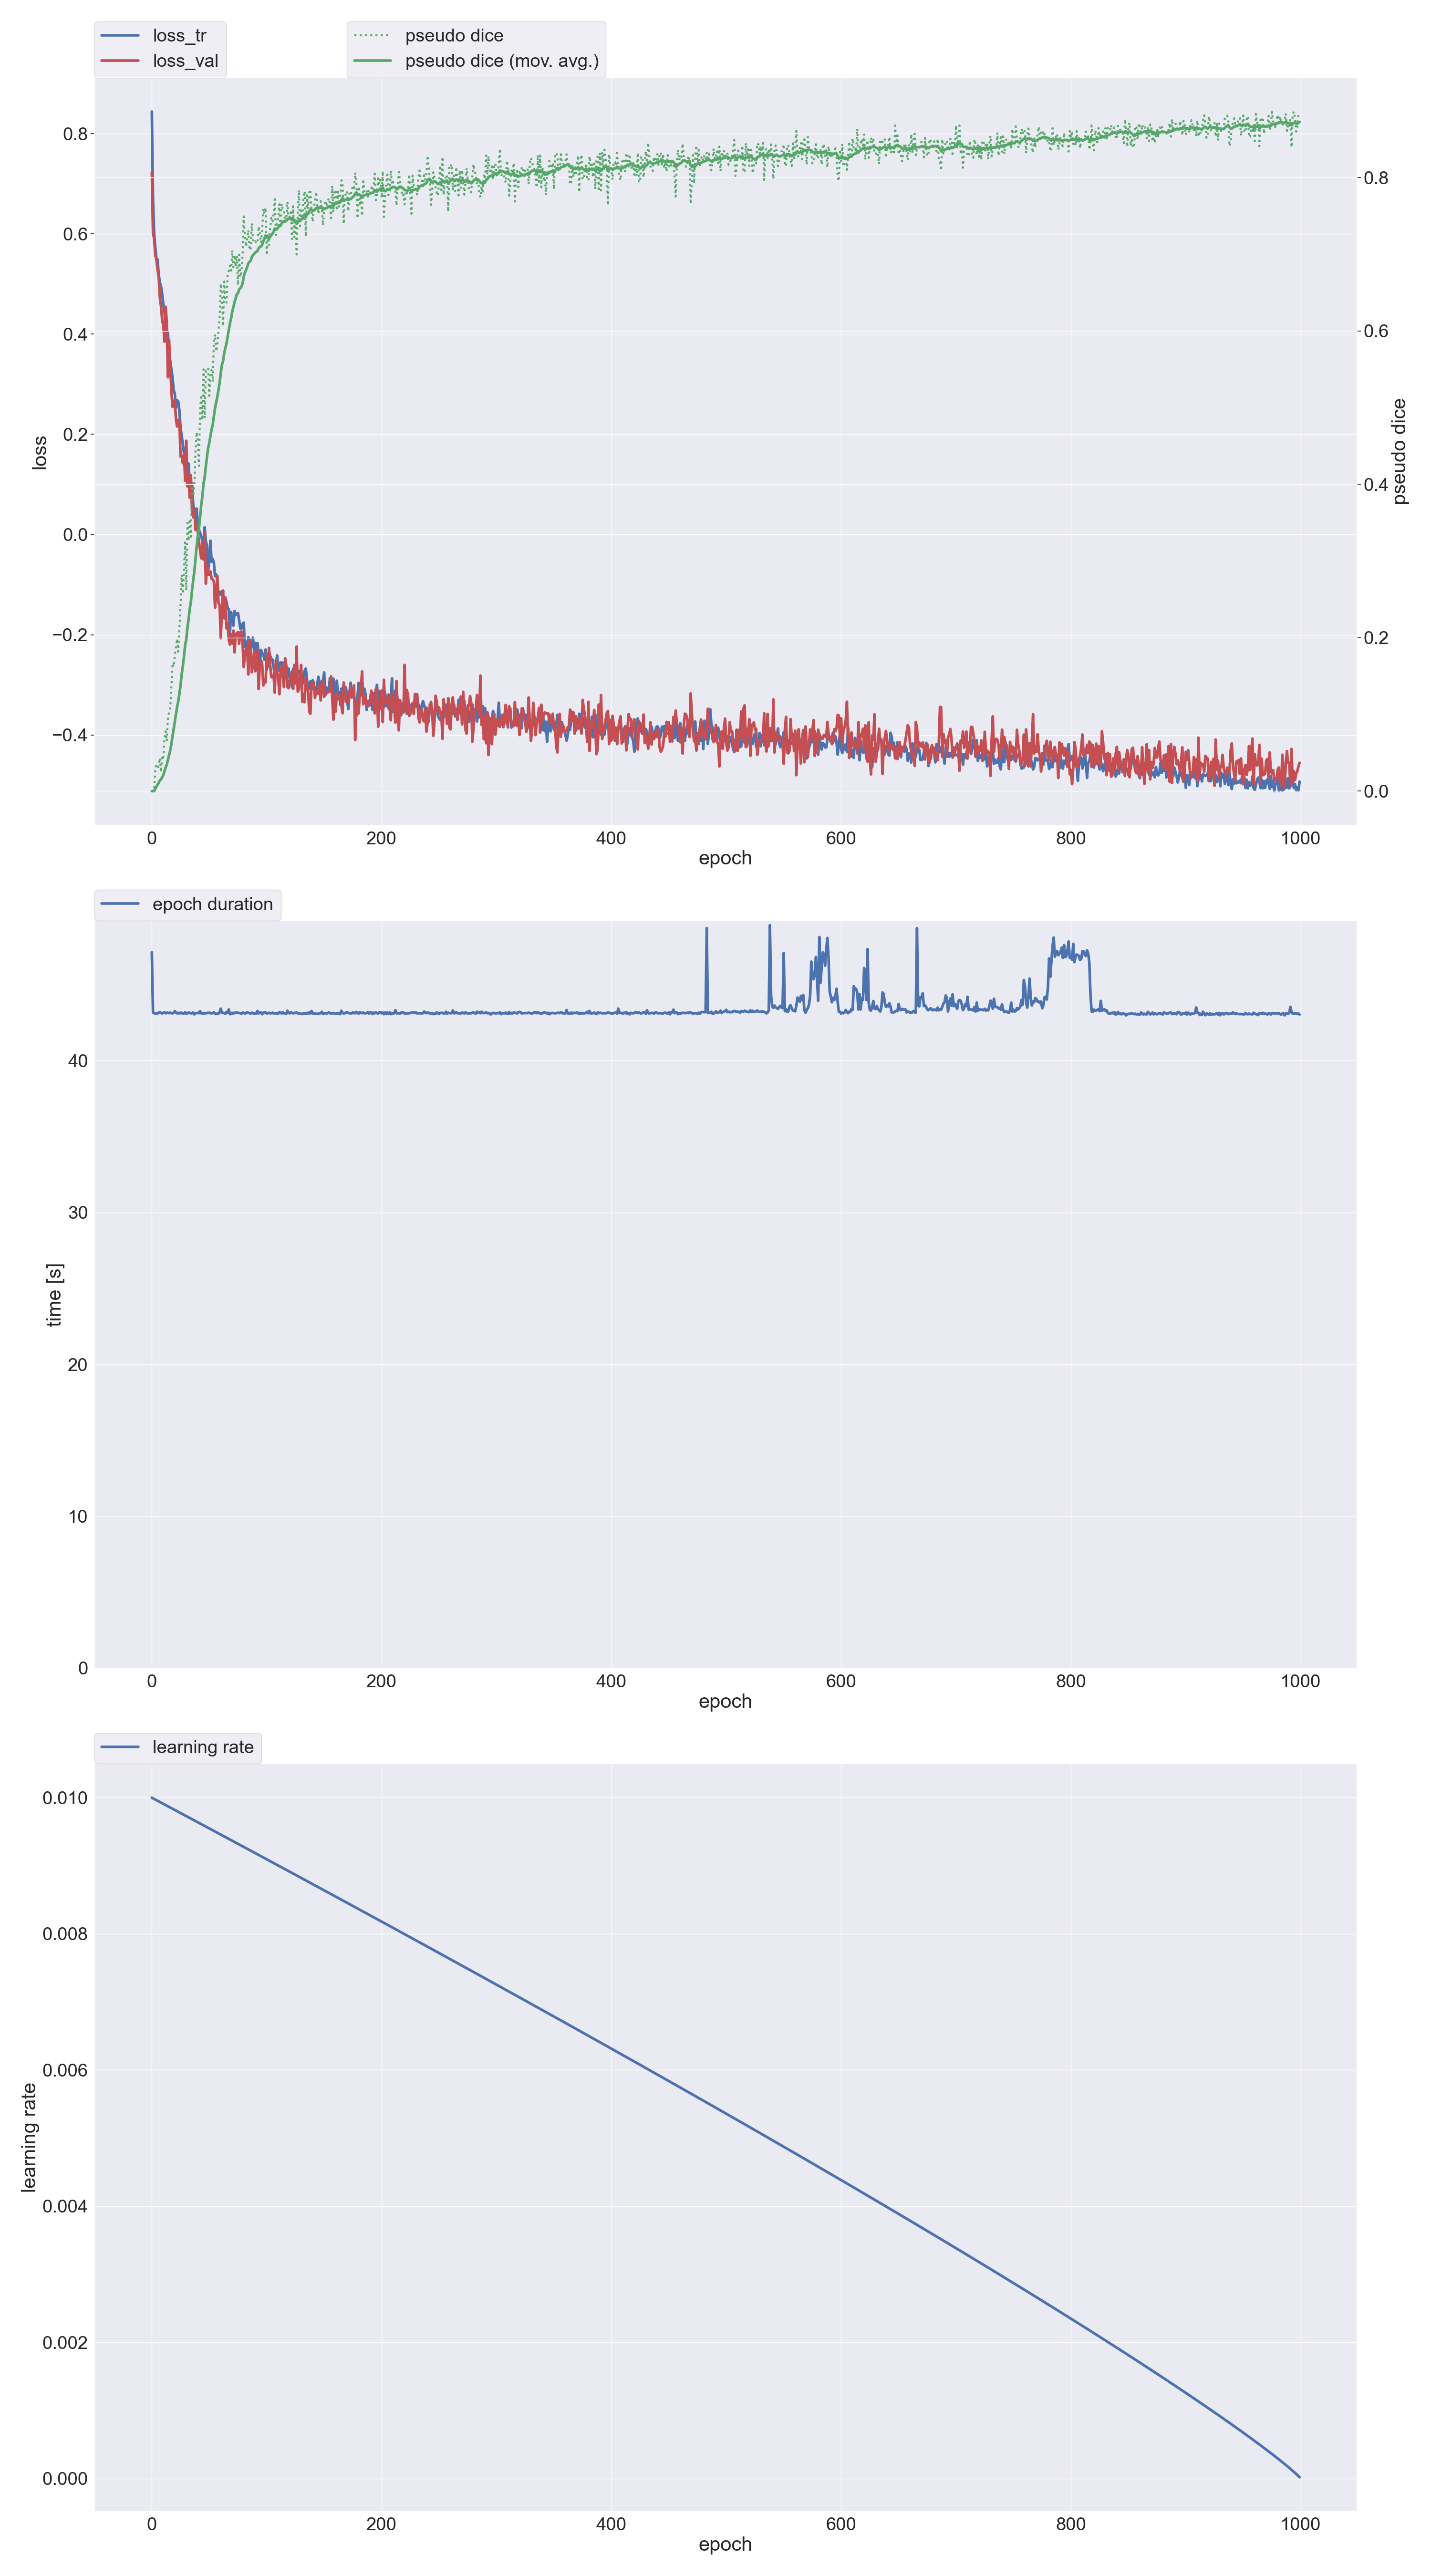 loss_tr
loss_val
pseudo dice
pseudo dice (mov. avg.)
0.8
0.6
0.4
0.2
0.0
−0.2
−0.4
loss
0.8
0.6
0.4
0.2
0.0
pseudo dice
0 200 400 600 800 1000
epoch
epoch duration
40
30
20
10
0
time [s]
0 200 400 600 800 1000
epoch
learning rate
0.010
0.008
0.006
0.004
0.002
0.000
learning rate
0 200 400 600 800 1000
epoch